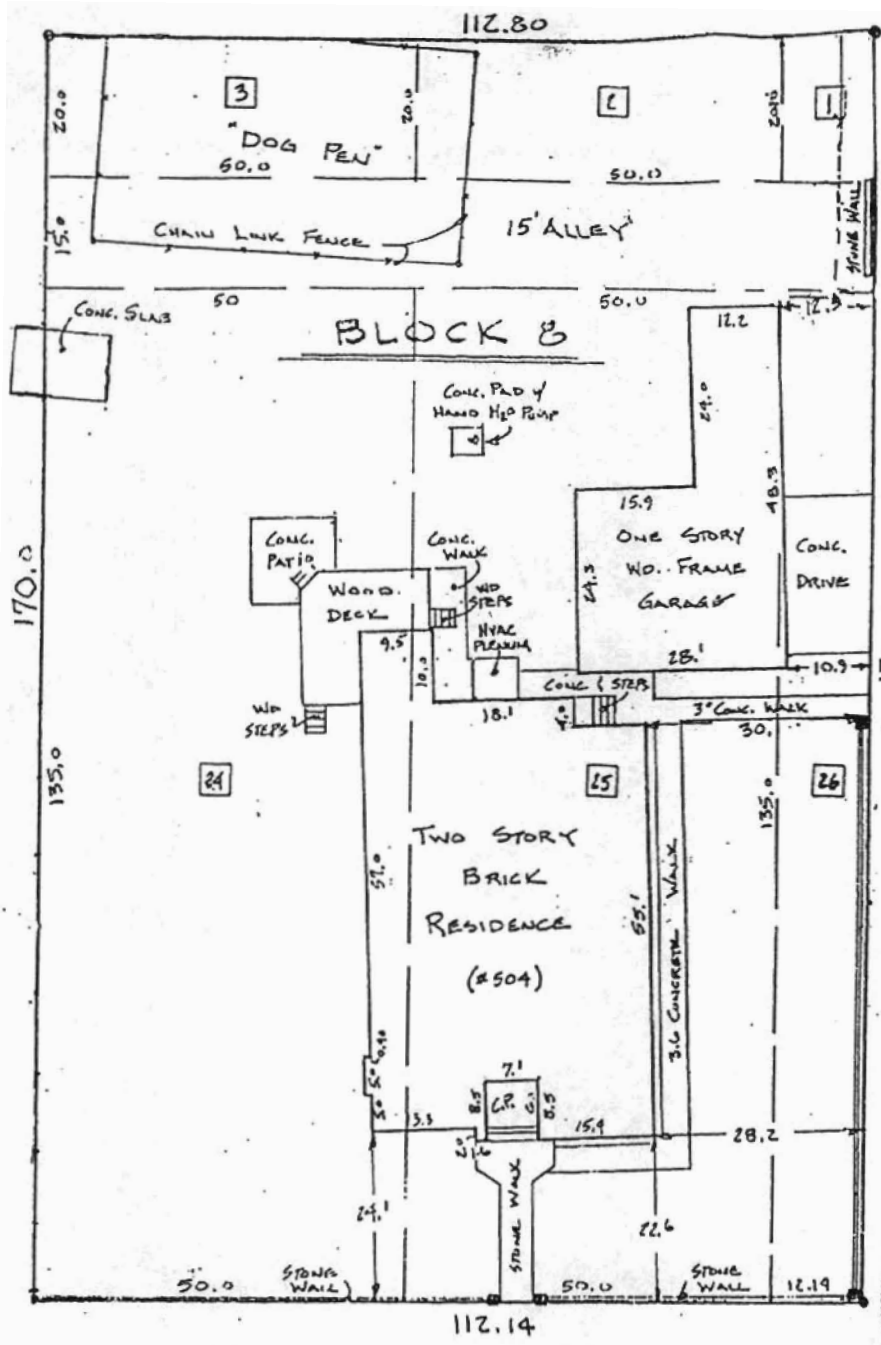 112.80
20.0
3
"DOG PEN"
20.0
2
20.0
1
50.0
50.0
15.0
CHAIN LINK FENCE
15' ALLEY
STONE WALL
50
50.0
12.2
CONC. SLAB
BLOCK 8
CONC. PAD W/
HAND H2O PUMP
24.0
15.9
48.3
CONC.
PATIO
CONC.
WALK
ONE STORY
WD. FRAME
GARAGE
CONC.
DRIVE
170.0
WOOD
DECK
WD
STEPS
24.3
9.5
HVAC
PLENUM
28.1
10.9
10.0
CONC & STEPS
18.1
4.0
3' CONC. WALK
30.
WD
STEPS
24
25
26
135.0
135.0
TWO STORY
BRICK
RESIDENCE
(#504)
57.0
55.1
3.6 CONCRETE WALK
7.1
8.5
C.P.
8.5
13.3
15.4
28.2
24.1
STONE WALK
22.6
50.0
STONE
WALL
50.0
STONE
WALL
12.14
112.14